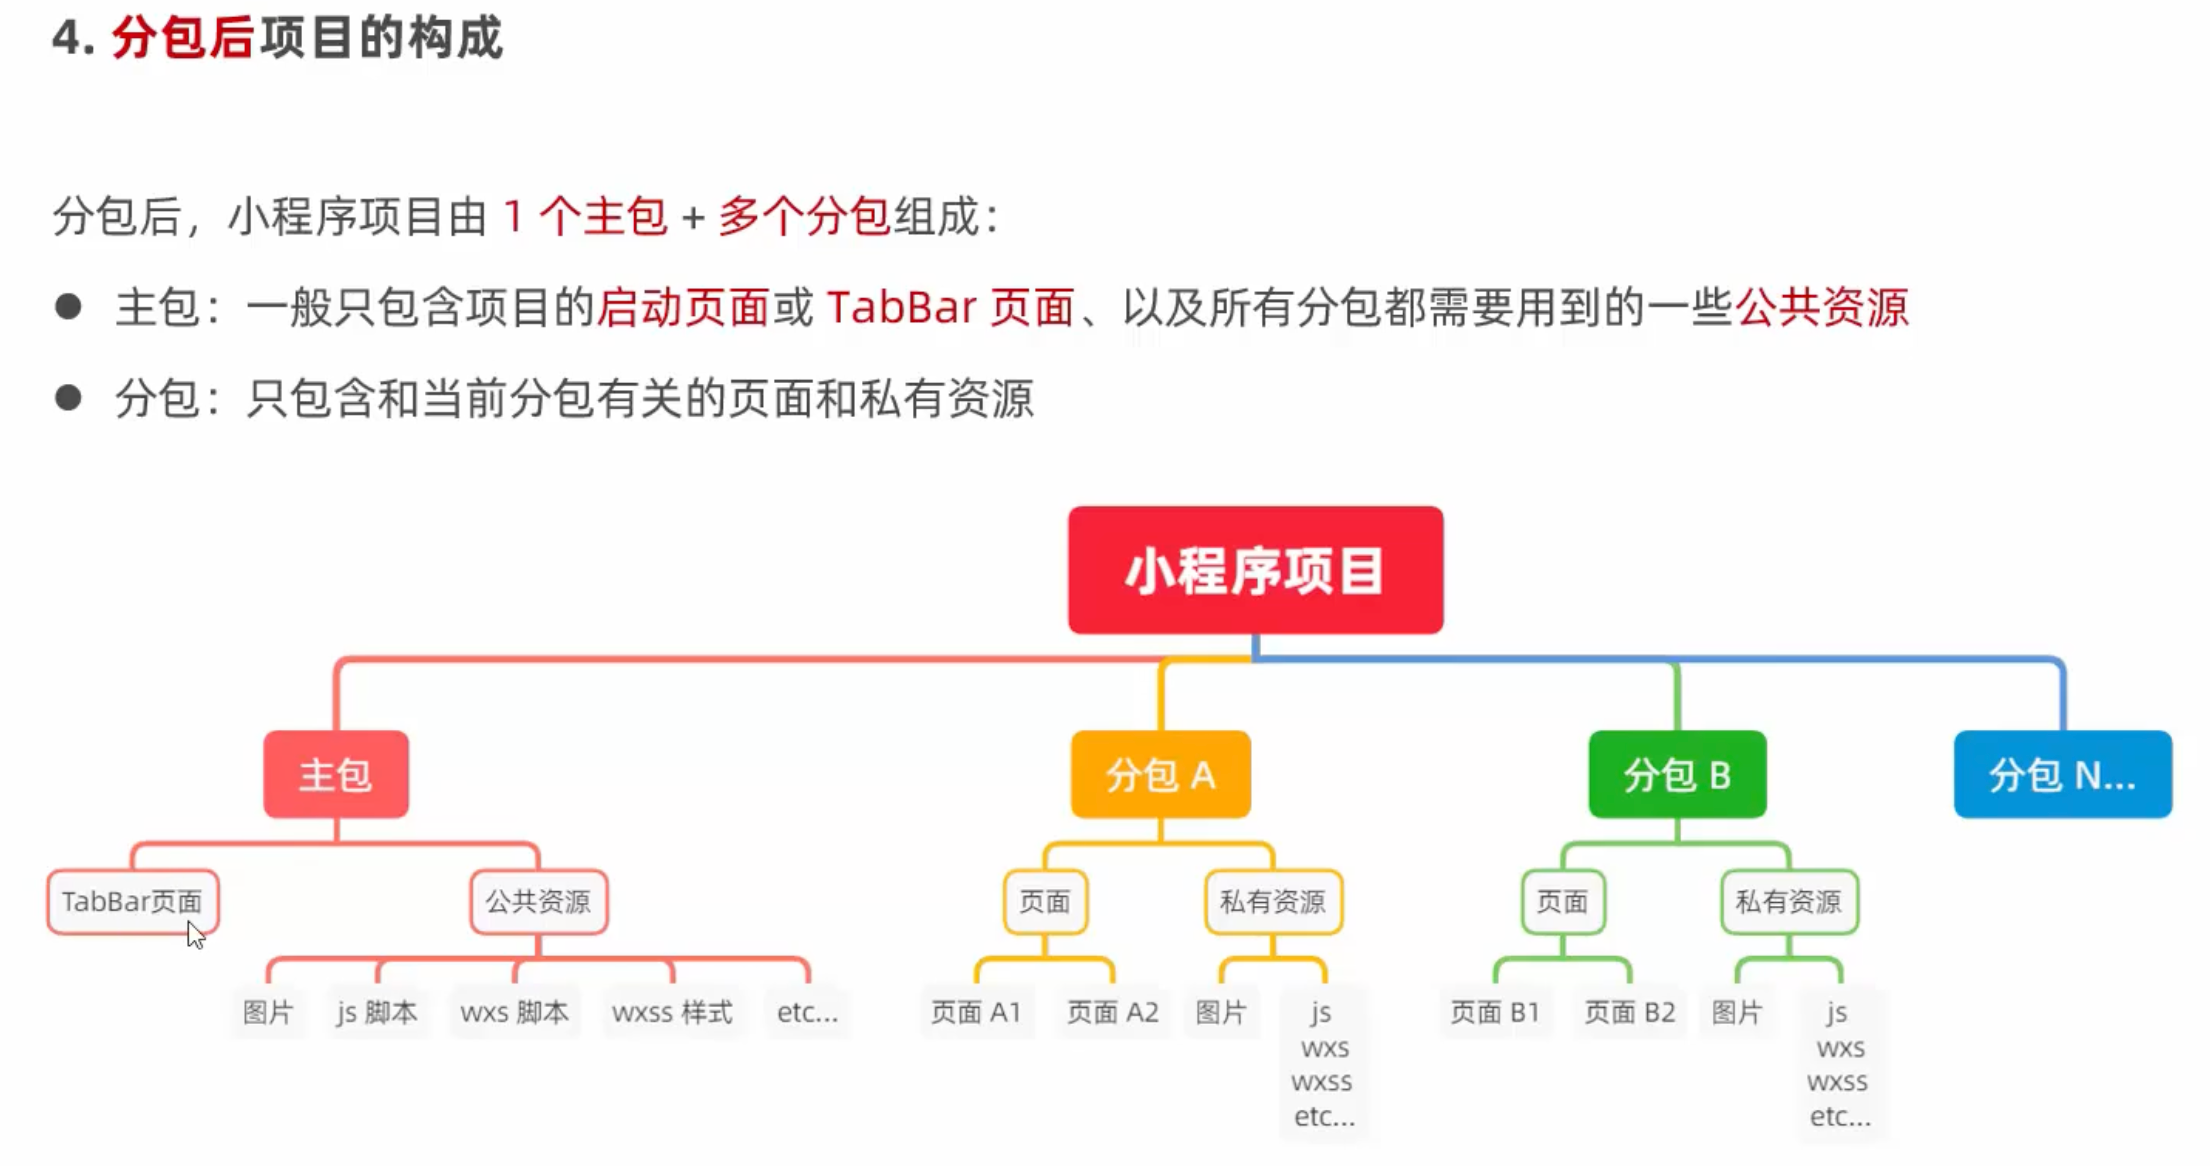 4. 分包后项目的构成
分包后，小程序项目由 1 个主包 + 多个分包组成：
● 主包：一般只包含项目的启动页面或 TabBar 页面、以及所有分包都需要用到的一些公共资源
● 分包：只包含和当前分包有关的页面和私有资源
小程序项目
主包
分包 A
分包 B
分包 N...
TabBar页面
公共资源
页面
私有资源
页面
私有资源
图片
js 脚本
wxs 脚本
wxss 样式
etc...
页面 A1
页面 A2
图片
js
wxs
wxss
etc...
页面 B1
页面 B2
图片
js
wxs
wxss
etc...